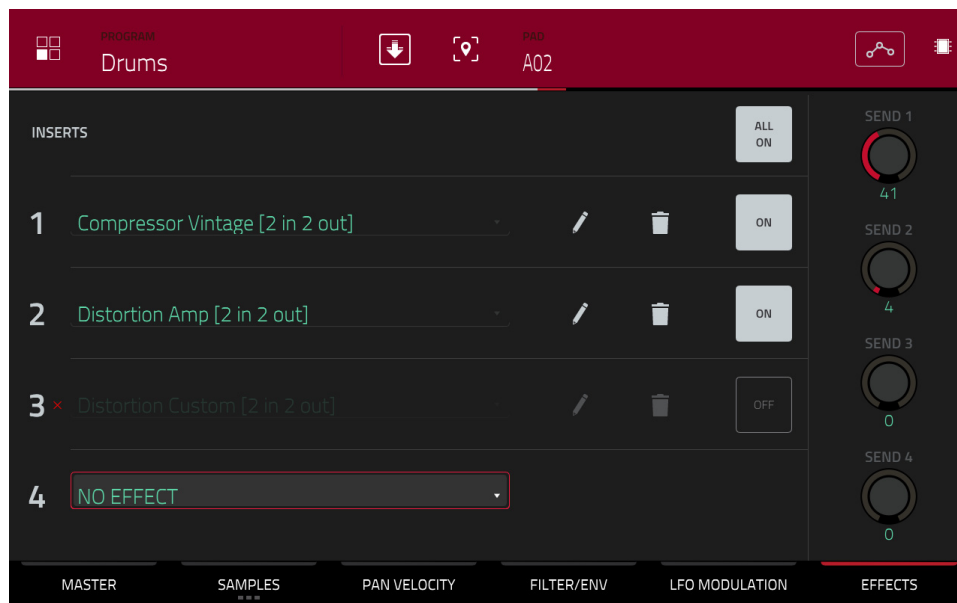 PROGRAM
Drums
PAD
A02
INSERTS
ALL
ON
SEND 1
41
1 Compressor Vintage [2 in 2 out]
ON
SEND 2
4
2 Distortion Amp [2 in 2 out]
ON
SEND 3
0
3 × Distortion Custom [2 in 2 out]
OFF
SEND 4
0
4 NO EFFECT
MASTER SAMPLES PAN VELOCITY FILTER/ENV LFO MODULATION EFFECTS